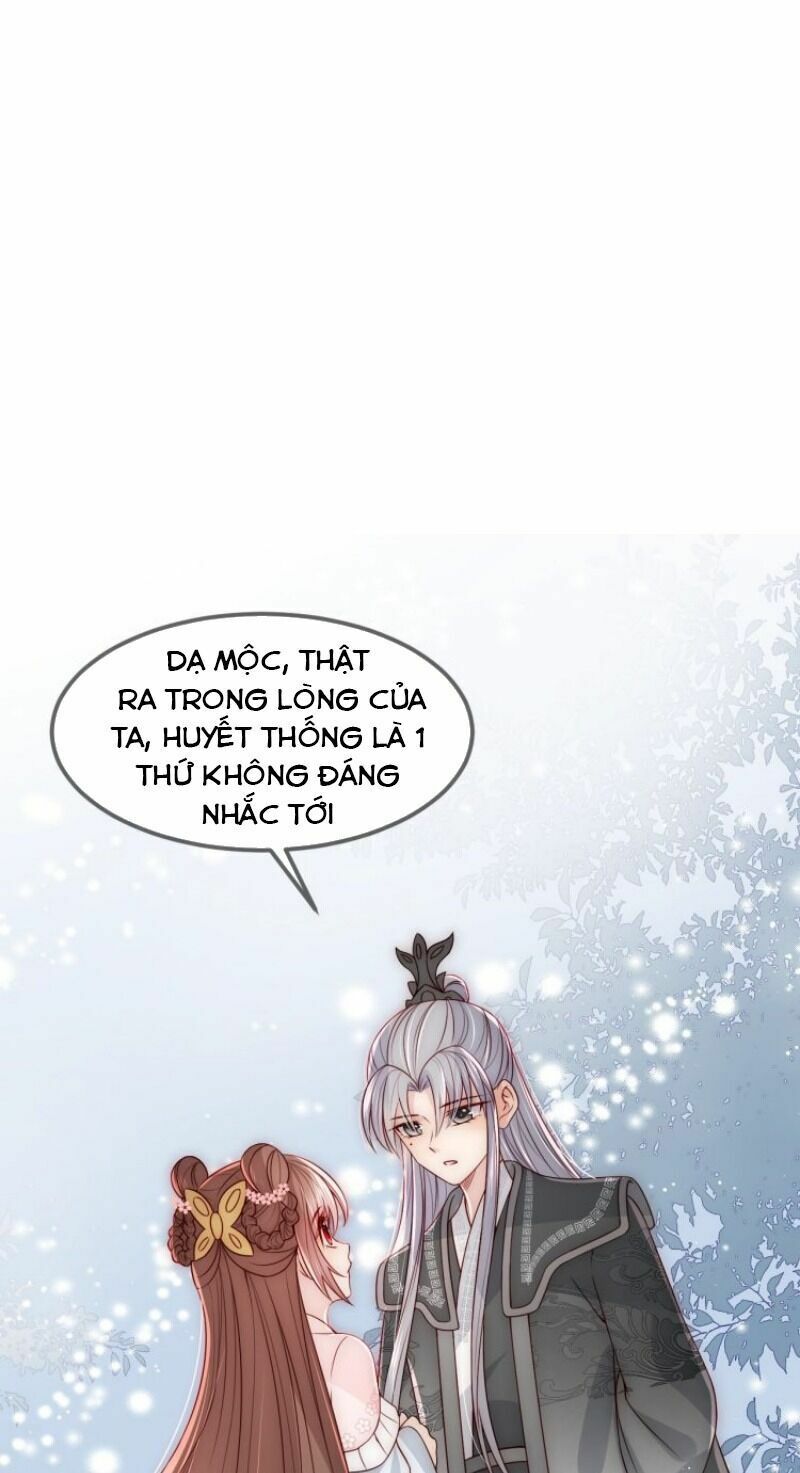 DẠ MỘC, THẬT
RA TRONG LÒNG CỦA
TA, HUYẾT THỐNG LÀ 1
THỨ KHÔNG ĐÁNG
NHẮC TỚI